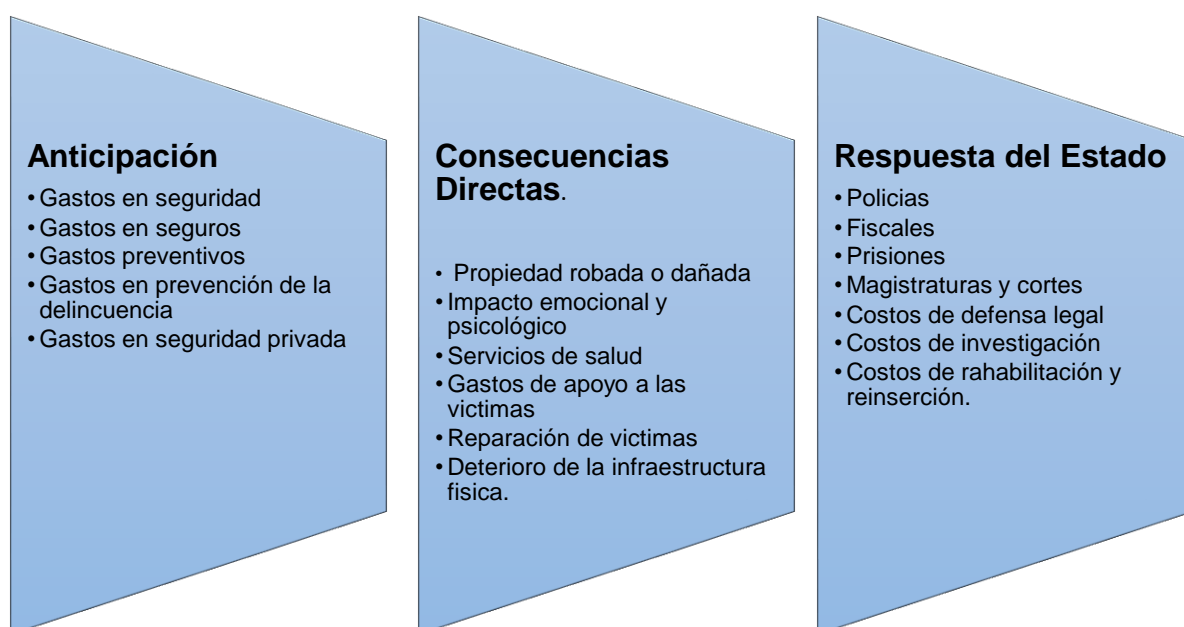 Anticipación
• Gastos en seguridad
• Gastos en seguros
• Gastos preventivos
• Gastos en prevención de la
delincuencia
• Gastos en seguridad privada
Consecuencias
Directas.
• Propiedad robada o dañada
• Impacto emocional y
psicológico
• Servicios de salud
• Gastos de apoyo a las
victimas
• Reparación de victimas
• Deterioro de la infraestructura
fisica.
Respuesta del Estado
• Policias
• Fiscales
• Prisiones
• Magistraturas y cortes
• Costos de defensa legal
• Costos de investigación
• Costos de rahabilitación y
reinserción.